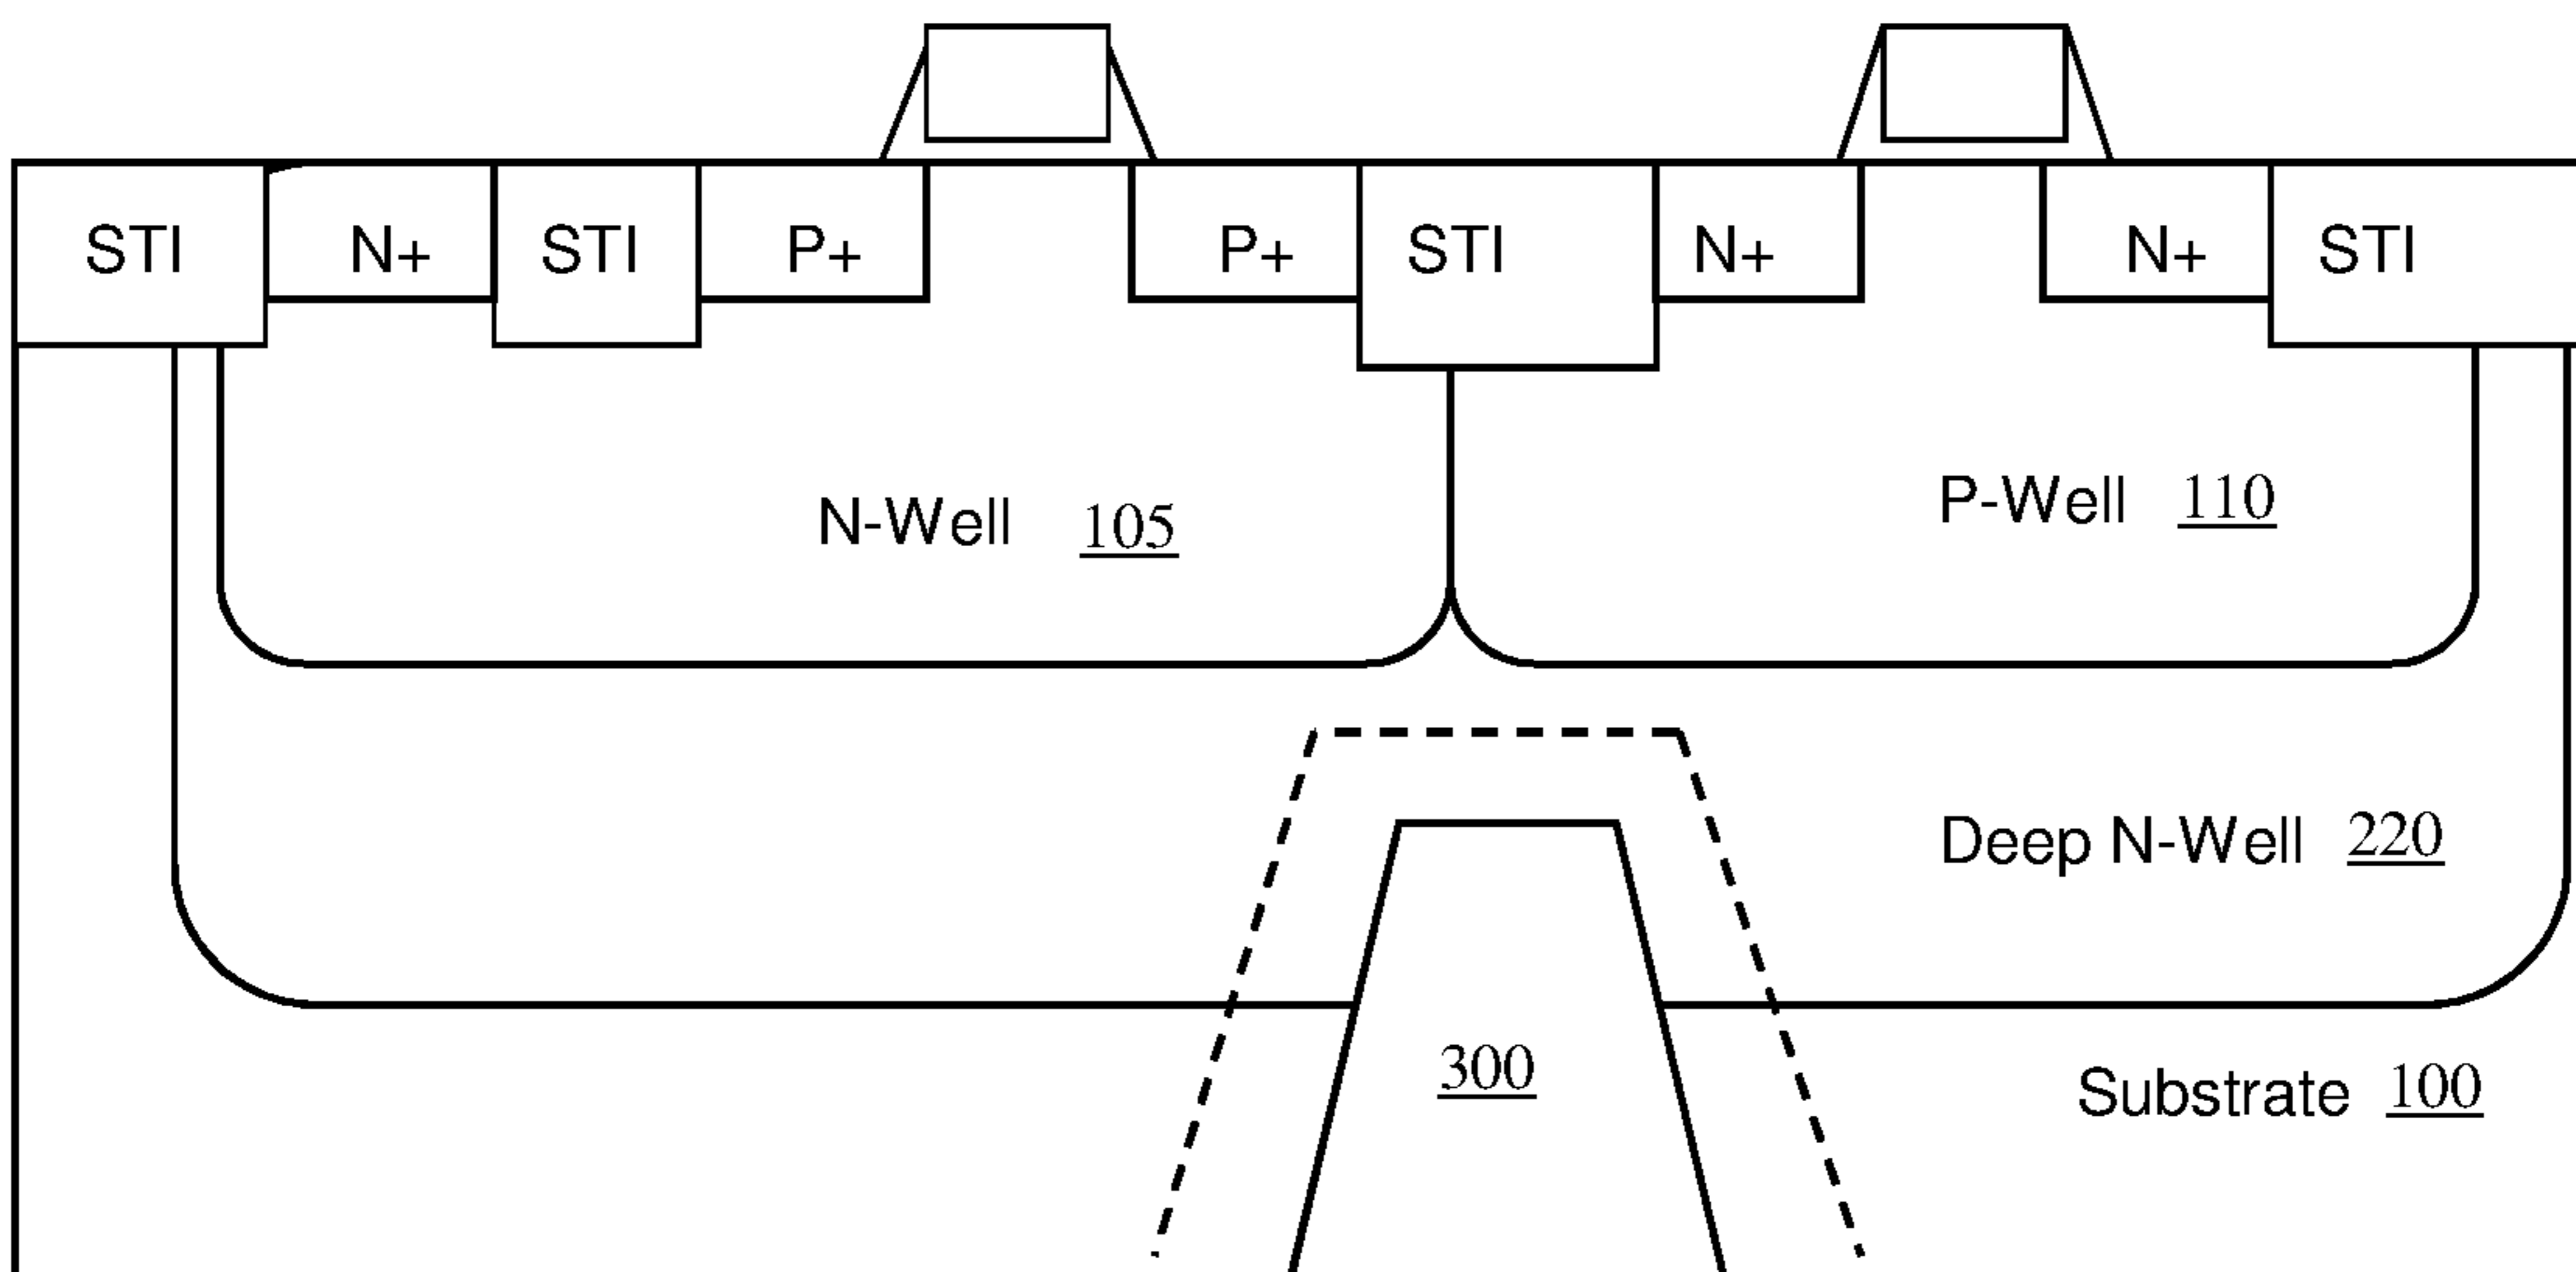 STI N+ STI P+ P+ STI N+ N+ STI
N-Well 105 P-Well 110
Deep N-Well 220
300 Substrate 100